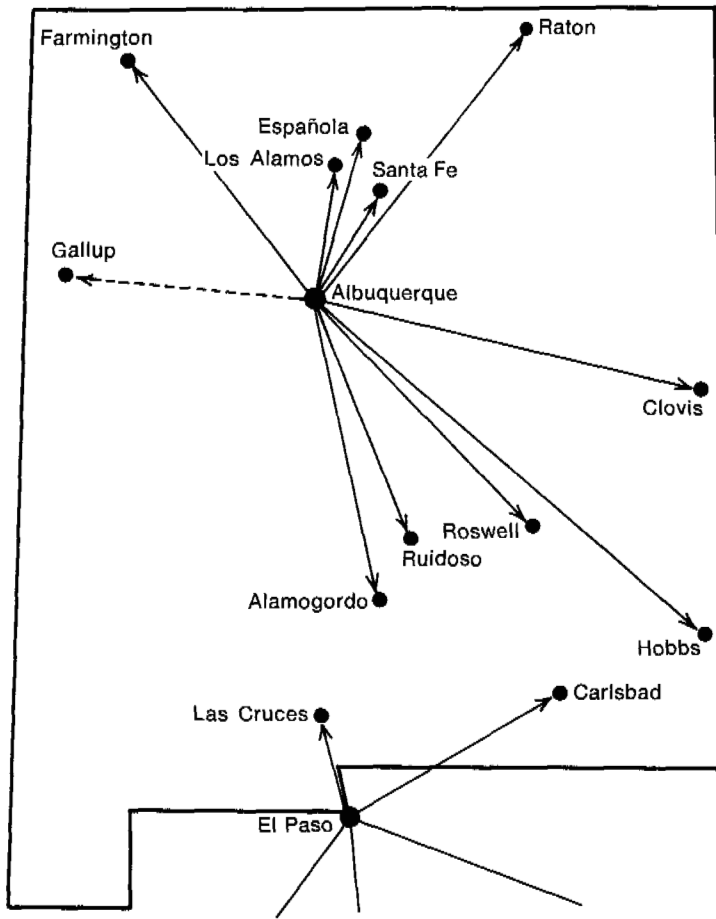 Farmington
Raton
Española
Los Alamos
Santa Fe
Gallup
Albuquerque
Clovis
Roswell
Ruidoso
Alamogordo
Hobbs
Carlsbad
Las Cruces
El Paso